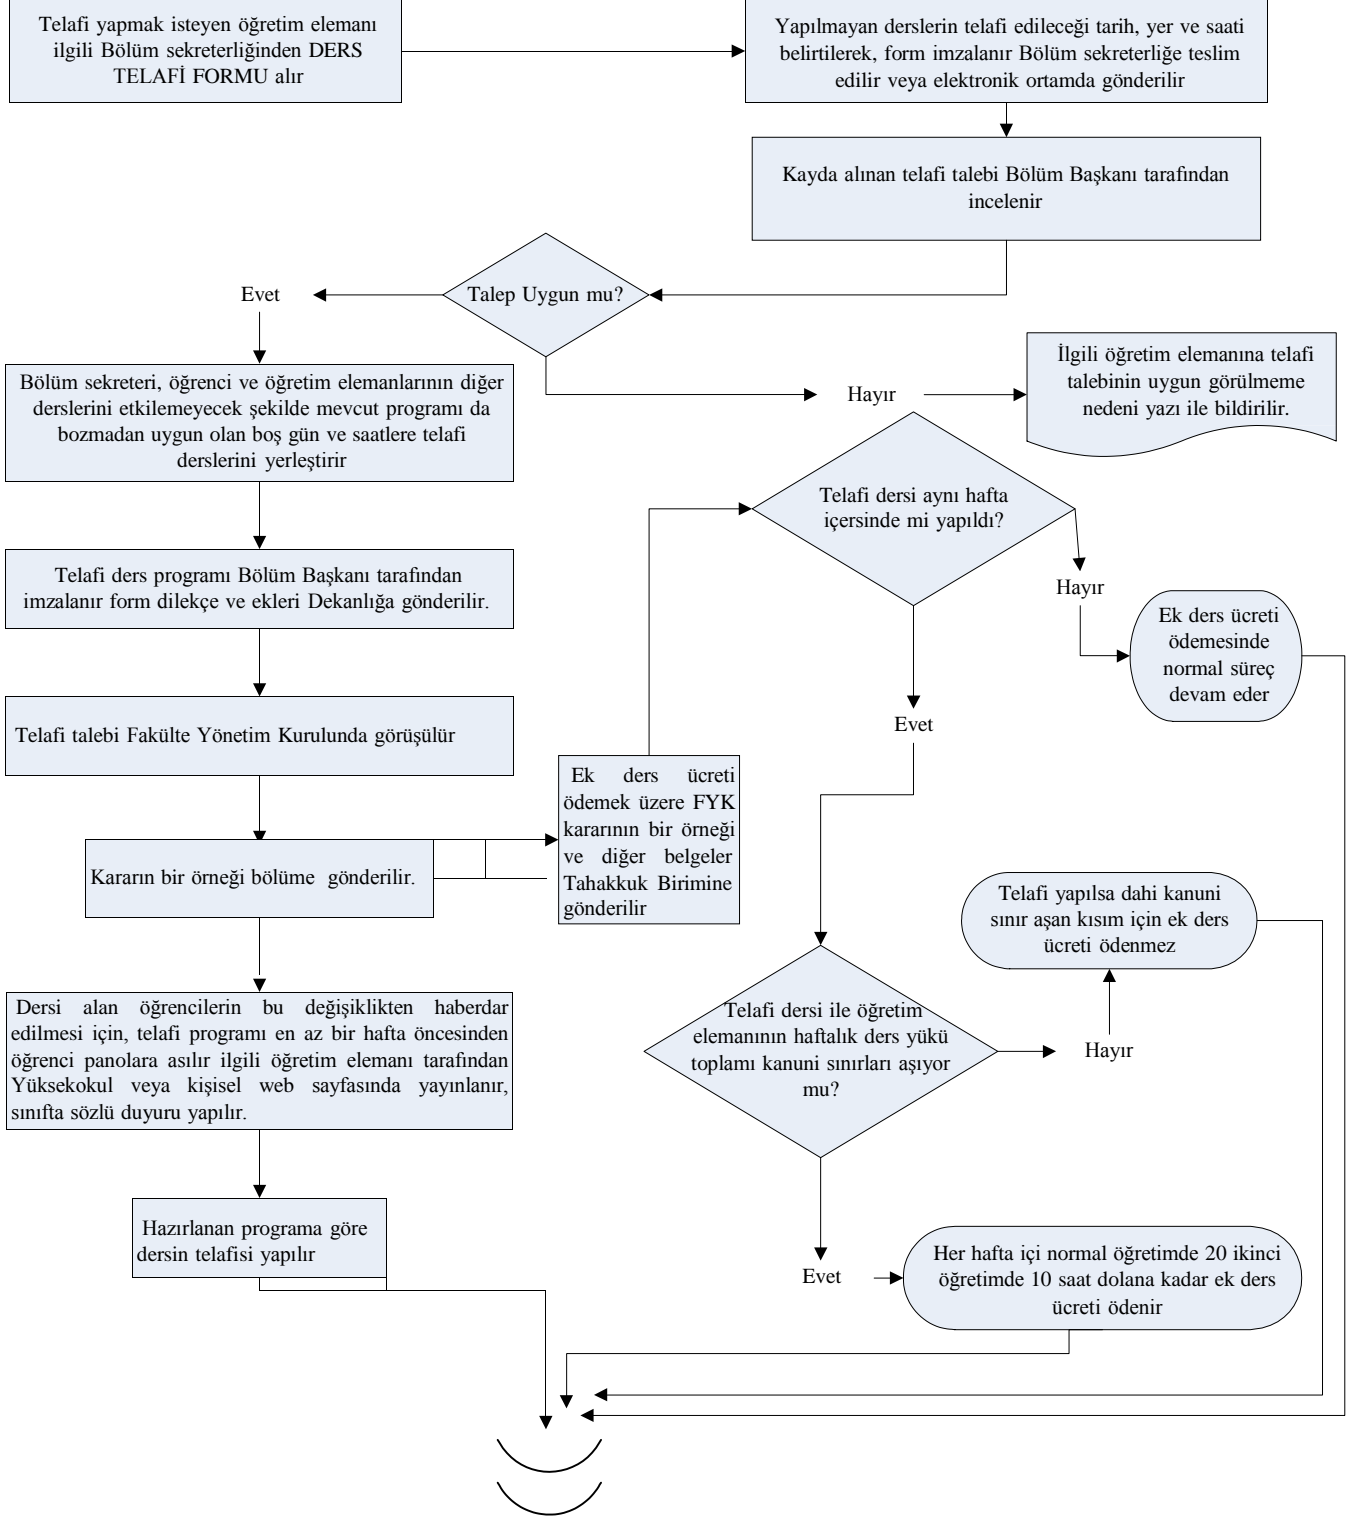 Telafi yapmak isteyen öğretim elemanı
ilgili Bölüm sekreterliğinden DERS
TELAFİ FORMU alır
Yapılmayan derslerin telafi edileceği tarih, yer ve saati
belirtilerek, form imzalanır Bölüm sekreterliğe teslim
edilir veya elektronik ortamda gönderilir
Kayda alınan telafi talebi Bölüm Başkanı tarafından
incelenir
Talep Uygun mu?
Evet
Hayır
İlgili öğretim elemanına telafi
talebinin uygun görülmeme
nedeni yazı ile bildirilir.
Bölüm sekreteri, öğrenci ve öğretim elemanlarının diğer
derslerini etkilemeyecek şekilde mevcut programı da
bozmadan uygun olan boş gün ve saatlere telafi
derslerini yerleştirir
Telafi ders programı Bölüm Başkanı tarafından
imzalanır form dilekçe ve ekleri Dekanlığa gönderilir.
Telafi talebi Fakülte Yönetim Kurulunda görüşülür
Kararın bir örneği bölüme gönderilir.
Ek ders ücreti
ödemek üzere FYK
kararının bir örneği
ve diğer belgeler
Tahakkuk Birimine
gönderilir
Telafi dersi aynı hafta
içersinde mi yapıldı?
Hayır
Ek ders ücreti
ödemesinde
normal süreç
devam eder
Evet
Telafi yapılsa dahi kanuni
sınır aşan kısım için ek ders
ücreti ödenmez
Telafi dersi ile öğretim
elemanının haftalık ders yükü
toplamı kanuni sınırları aşıyor
mu?
Hayır
Dersi alan öğrencilerin bu değişiklikten haberdar
edilmesi için, telafi programı en az bir hafta öncesinden
öğrenci panolara asılır ilgili öğretim elemanı tarafından
Yüksekokul veya kişisel web sayfasında yayınlanır,
sınıfta sözlü duyuru yapılır.
Hazırlanan programa göre
dersin telafisi yapılır
Evet
Her hafta içi normal öğretimde 20 ikinci
öğretimde 10 saat dolana kadar ek ders
ücreti ödenir